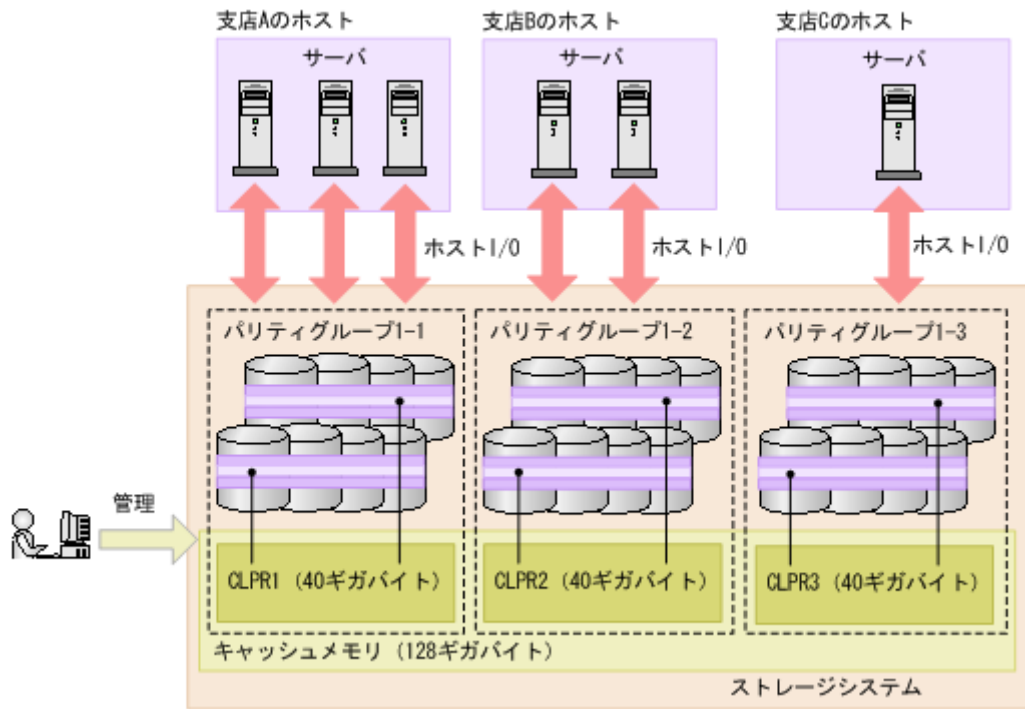 支店Aのホスト
支店Bのホスト
支店Cのホスト
サーバ
サーバ
サーバ
ホストI/O
ホストI/O
ホストI/O
パリティグループ1-1
パリティグループ1-2
パリティグループ1-3
管理
CLPR1 (40ギガバイト)
CLPR2 (40ギガバイト)
CLPR3 (40ギガバイト)
キャッシュメモリ (128ギガバイト)
ストレージシステム